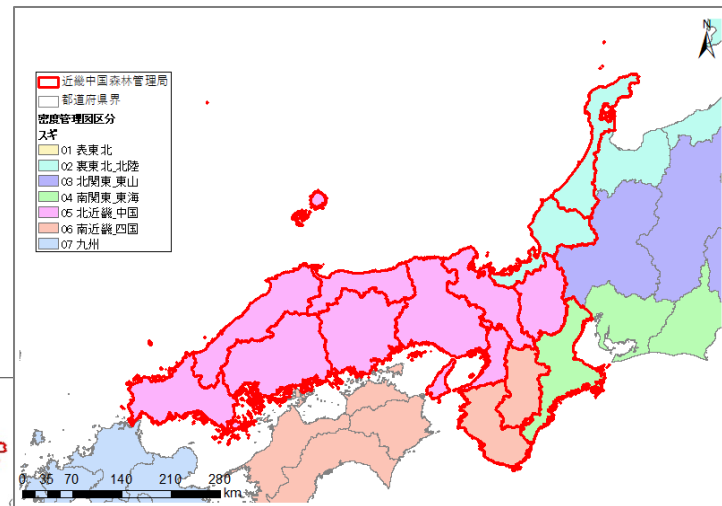 N
近畿中国森林管理局
都道府県界
密度管理図区分
スギ
01 表東北
02 裏東北_北陸
03 北関東_東山
04 南関東_東海
05 北近畿_中国
06 南近畿_四国
07 九州
0 35 70 140 210 280
km